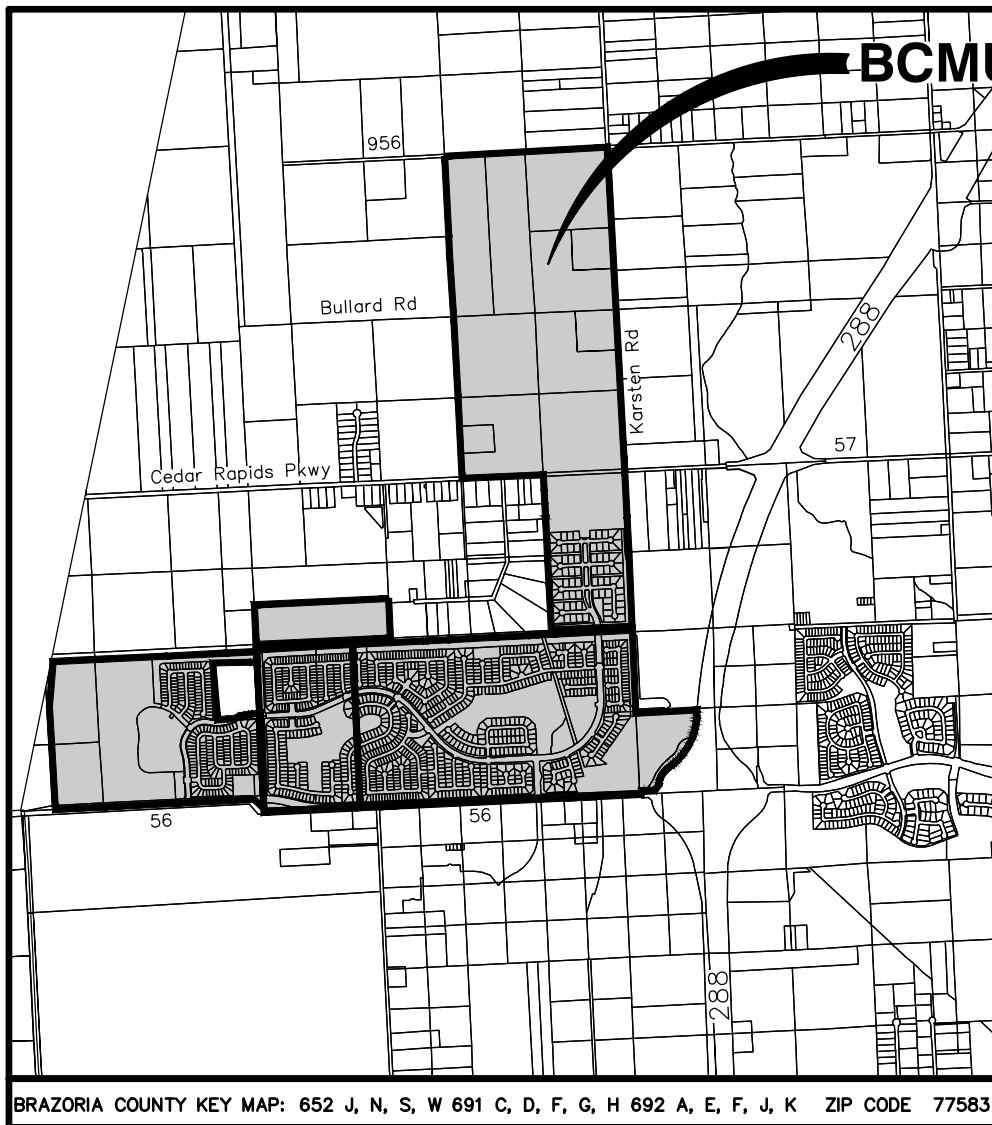 BCMU
956
Bullard Rd
288
Karsten Rd
57
Cedar Rapids Pkwy
56
56
288
BRAZORIA COUNTY KEY MAP: 652 J, N, S, W 691 C, D, F, G, H 692 A, E, F, J, K ZIP CODE 77583